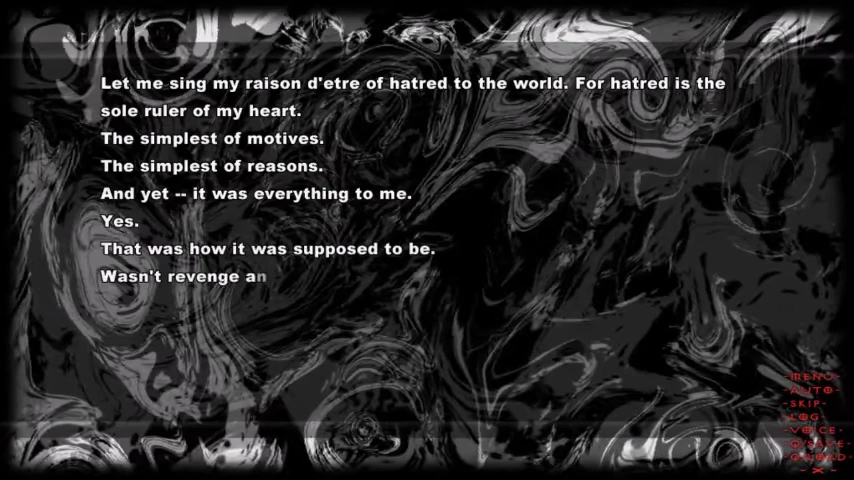 Let me sing my raison d'etre of hatred to the world. For hatred is the
sole ruler of my heart.
The simplest of motives.
The simplest of reasons.
And yet -- it was everything to me.
Yes.
That was how it was supposed to be.
Wasn't revenge an
-MENU-
-AUTO-
-SKIP-
-LOG-
-VOICE-
-Q/SAVE-
-Q/LOAD-
-X-